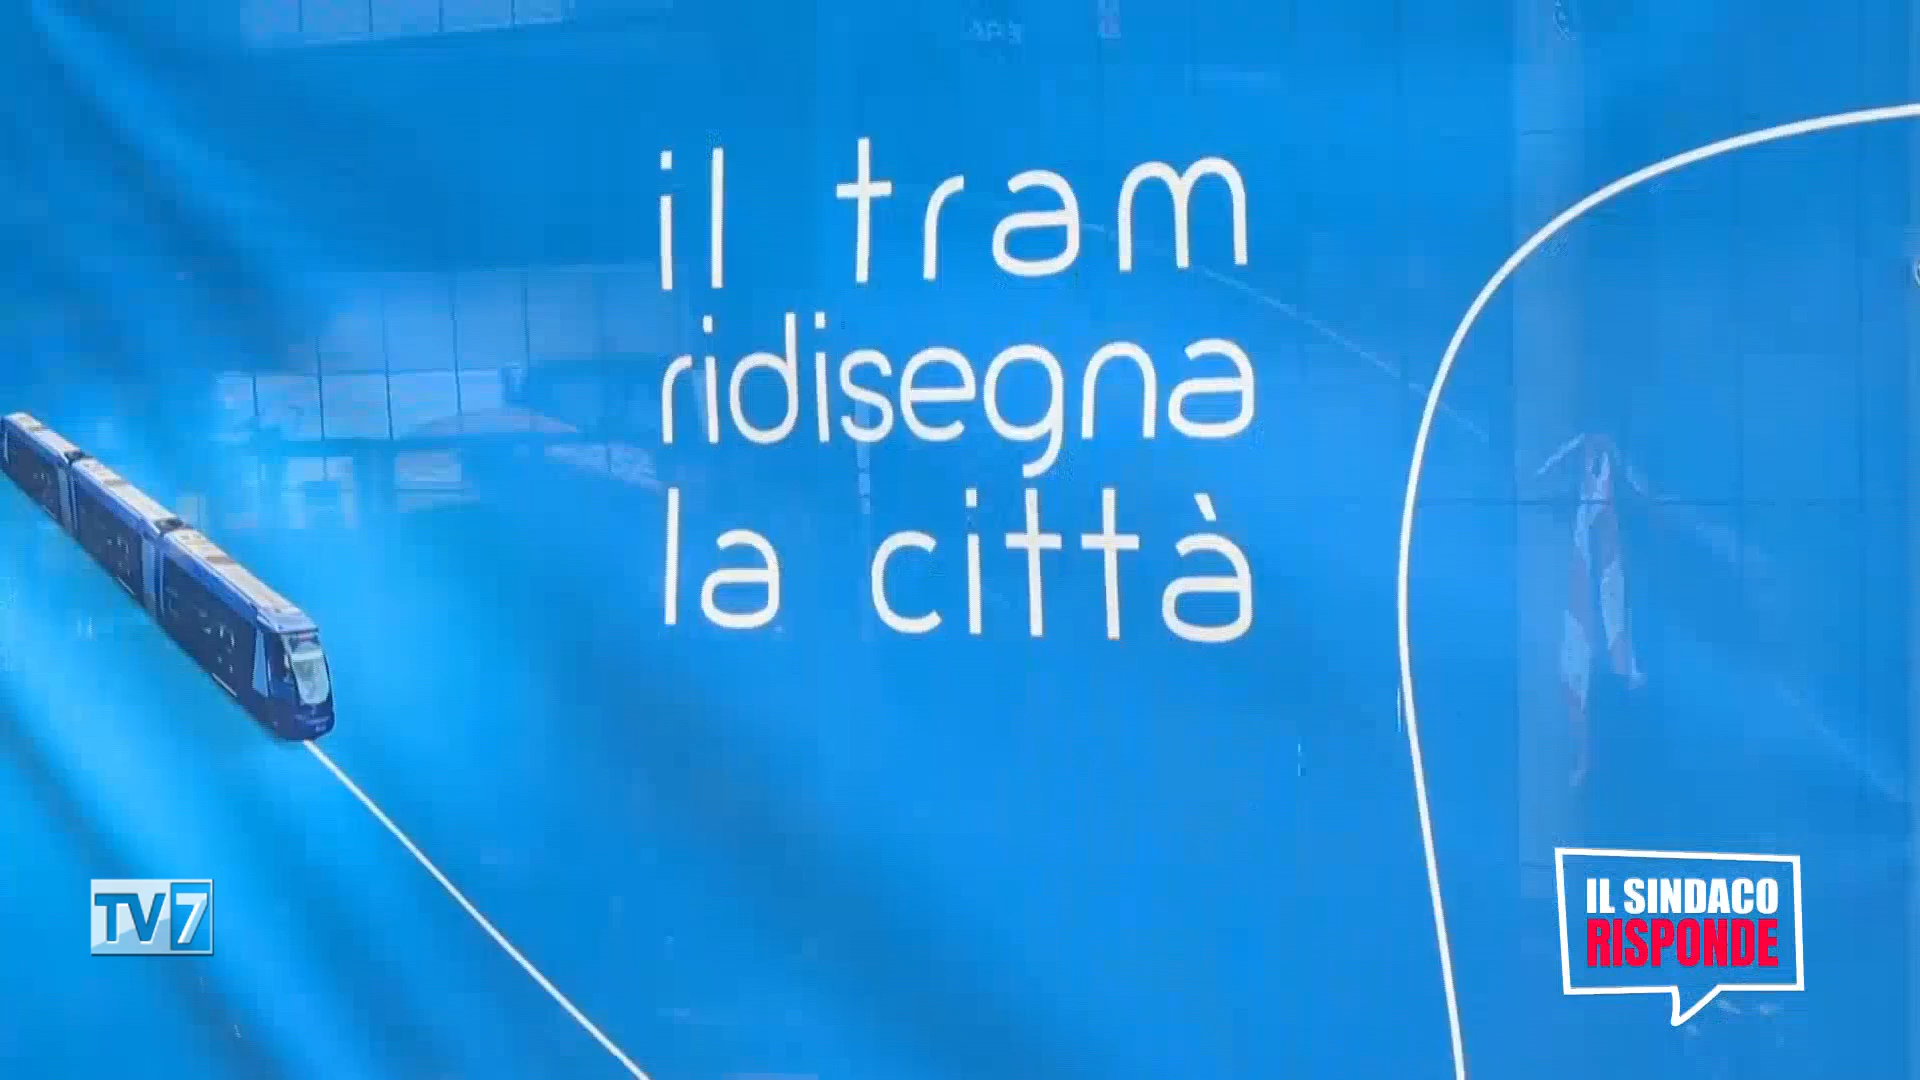 il tram
ridisegna
la città
TV7
IL SINDACO
RISPONDE